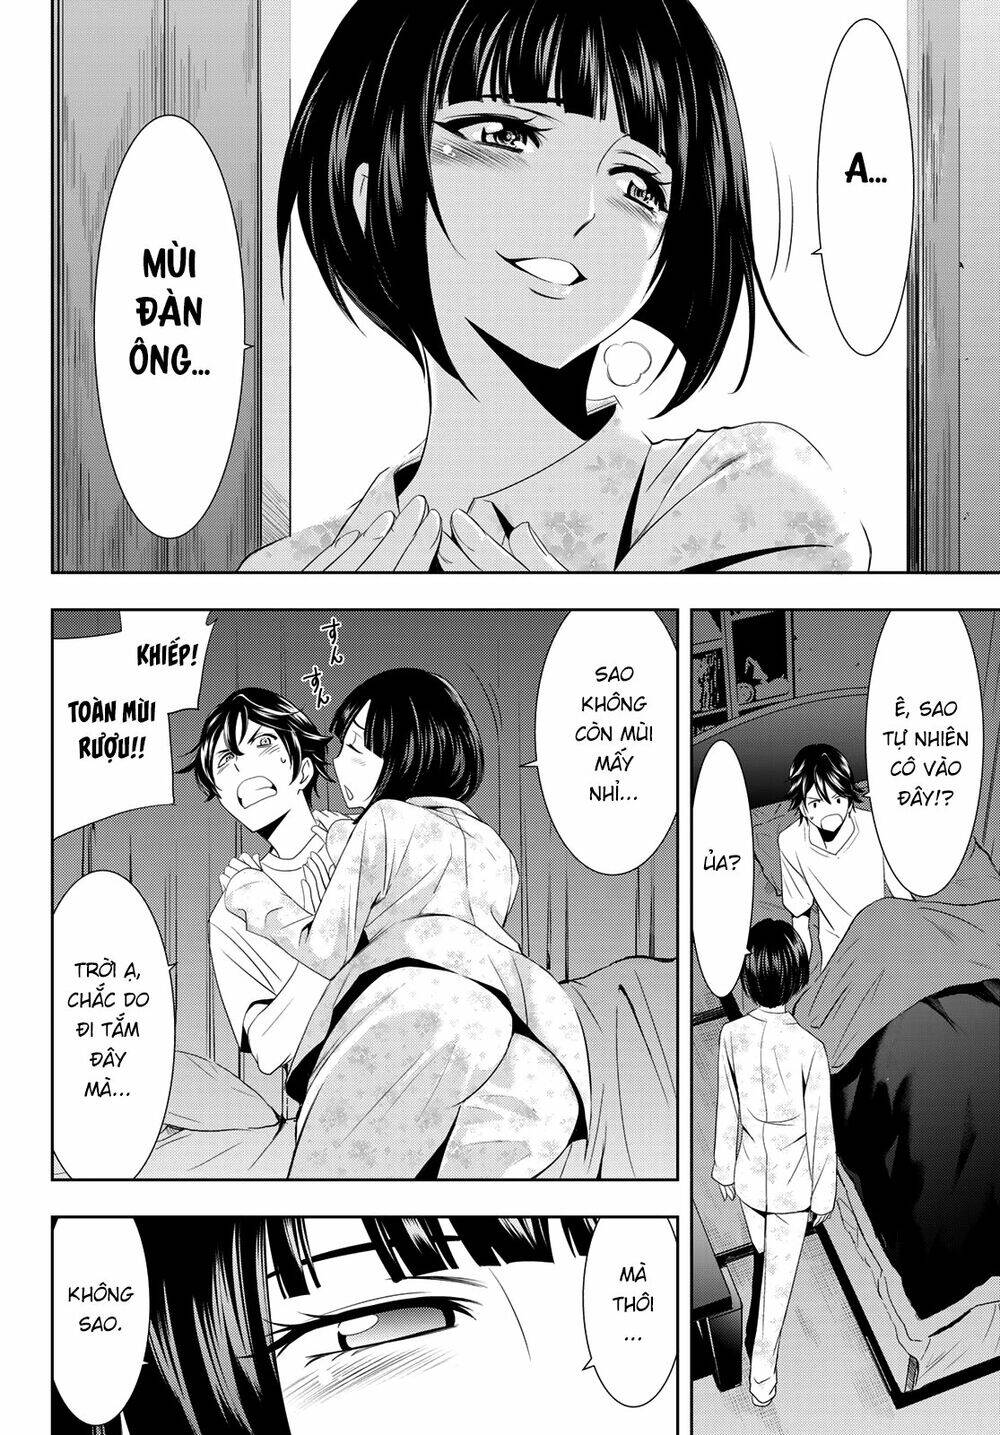 A...
MÙI
ĐÀN
ÔNG...
Ê, SAO
TỰ NHIÊN
CÔ VÀO
ĐÂY!?
ỦA?
SAO
KHÔNG
CÒN MÙI
MẤY
NHỈ...
すん
すん
KHIẾP!
TOÀN MÙI
RƯỢU!!
TRỜI Ạ,
CHẮC DO
ĐI TẮM
ĐÂY
MÀ...
MÀ
THÔI
...
KHÔNG
SAO.